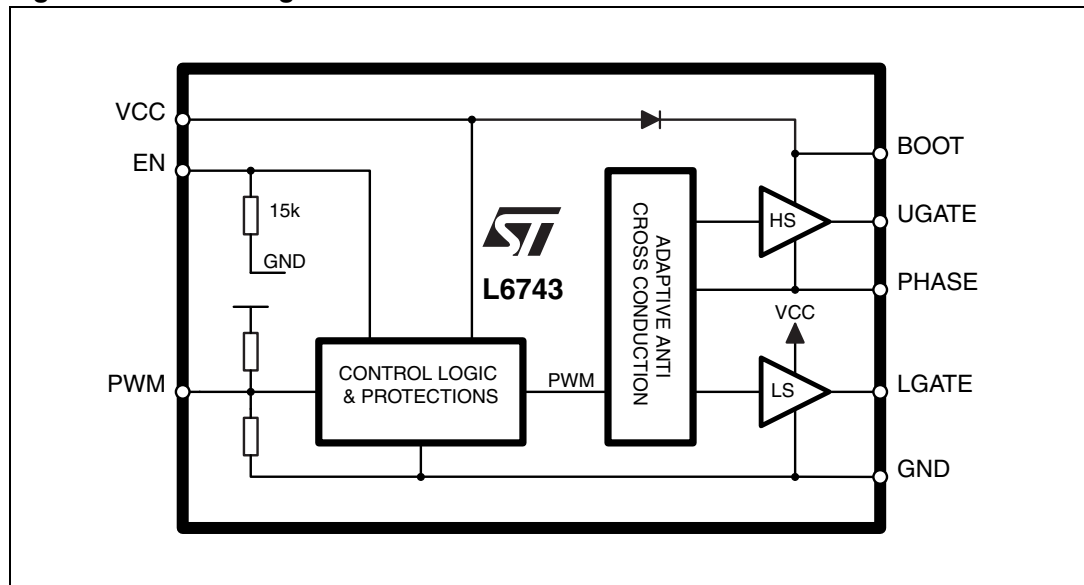 VCC
EN
15k
GND
PWM
ST
L6743
CONTROL LOGIC
& PROTECTIONS
PWM
ADAPTIVE ANTI
CROSS CONDUCTION
HS
VCC
LS
BOOT
UGATE
PHASE
LGATE
GND